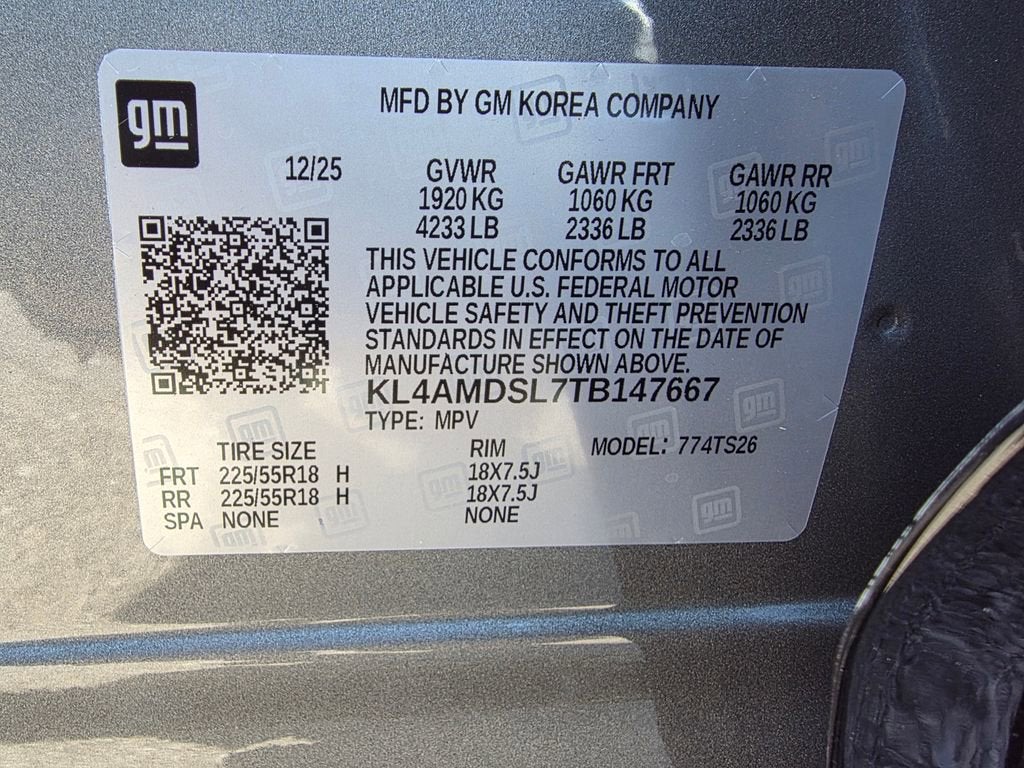 gm
MFD BY GM KOREA COMPANY
12/25 GVWR GAWR FRT GAWR RR
1920 KG 1060 KG 1060 KG
4233 LB 2336 LB 2336 LB
THIS VEHICLE CONFORMS TO ALL
APPLICABLE U.S. FEDERAL MOTOR
VEHICLE SAFETY AND THEFT PREVENTION
STANDARDS IN EFFECT ON THE DATE OF
MANUFACTURE SHOWN ABOVE.
KL4AMDSL7TB147667
TYPE: MPV
TIRE SIZE RIM MODEL: 774TS26
FRT 225/55R18 H 18X7.5J
RR 225/55R18 H 18X7.5J
SPA NONE NONE